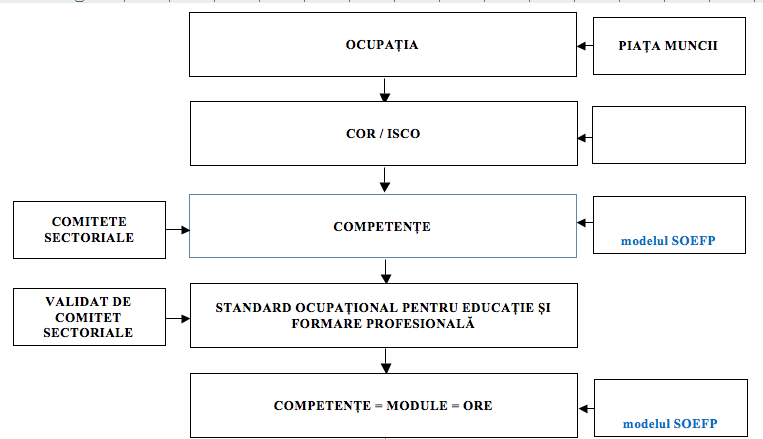 OCUPAȚIA
PIAȚA MUNCII
COR / ISCO
COMITETE
SECTORIALE
COMPETENȚE
modelul SOEFP
VALIDAT DE
COMITET
SECTORIALE
STANDARD OCUPAȚIONAL PENTRU EDUCAȚIE ȘI
FORMARE PROFESIONALĂ
COMPETENȚE = MODULE = ORE
modelul SOEFP